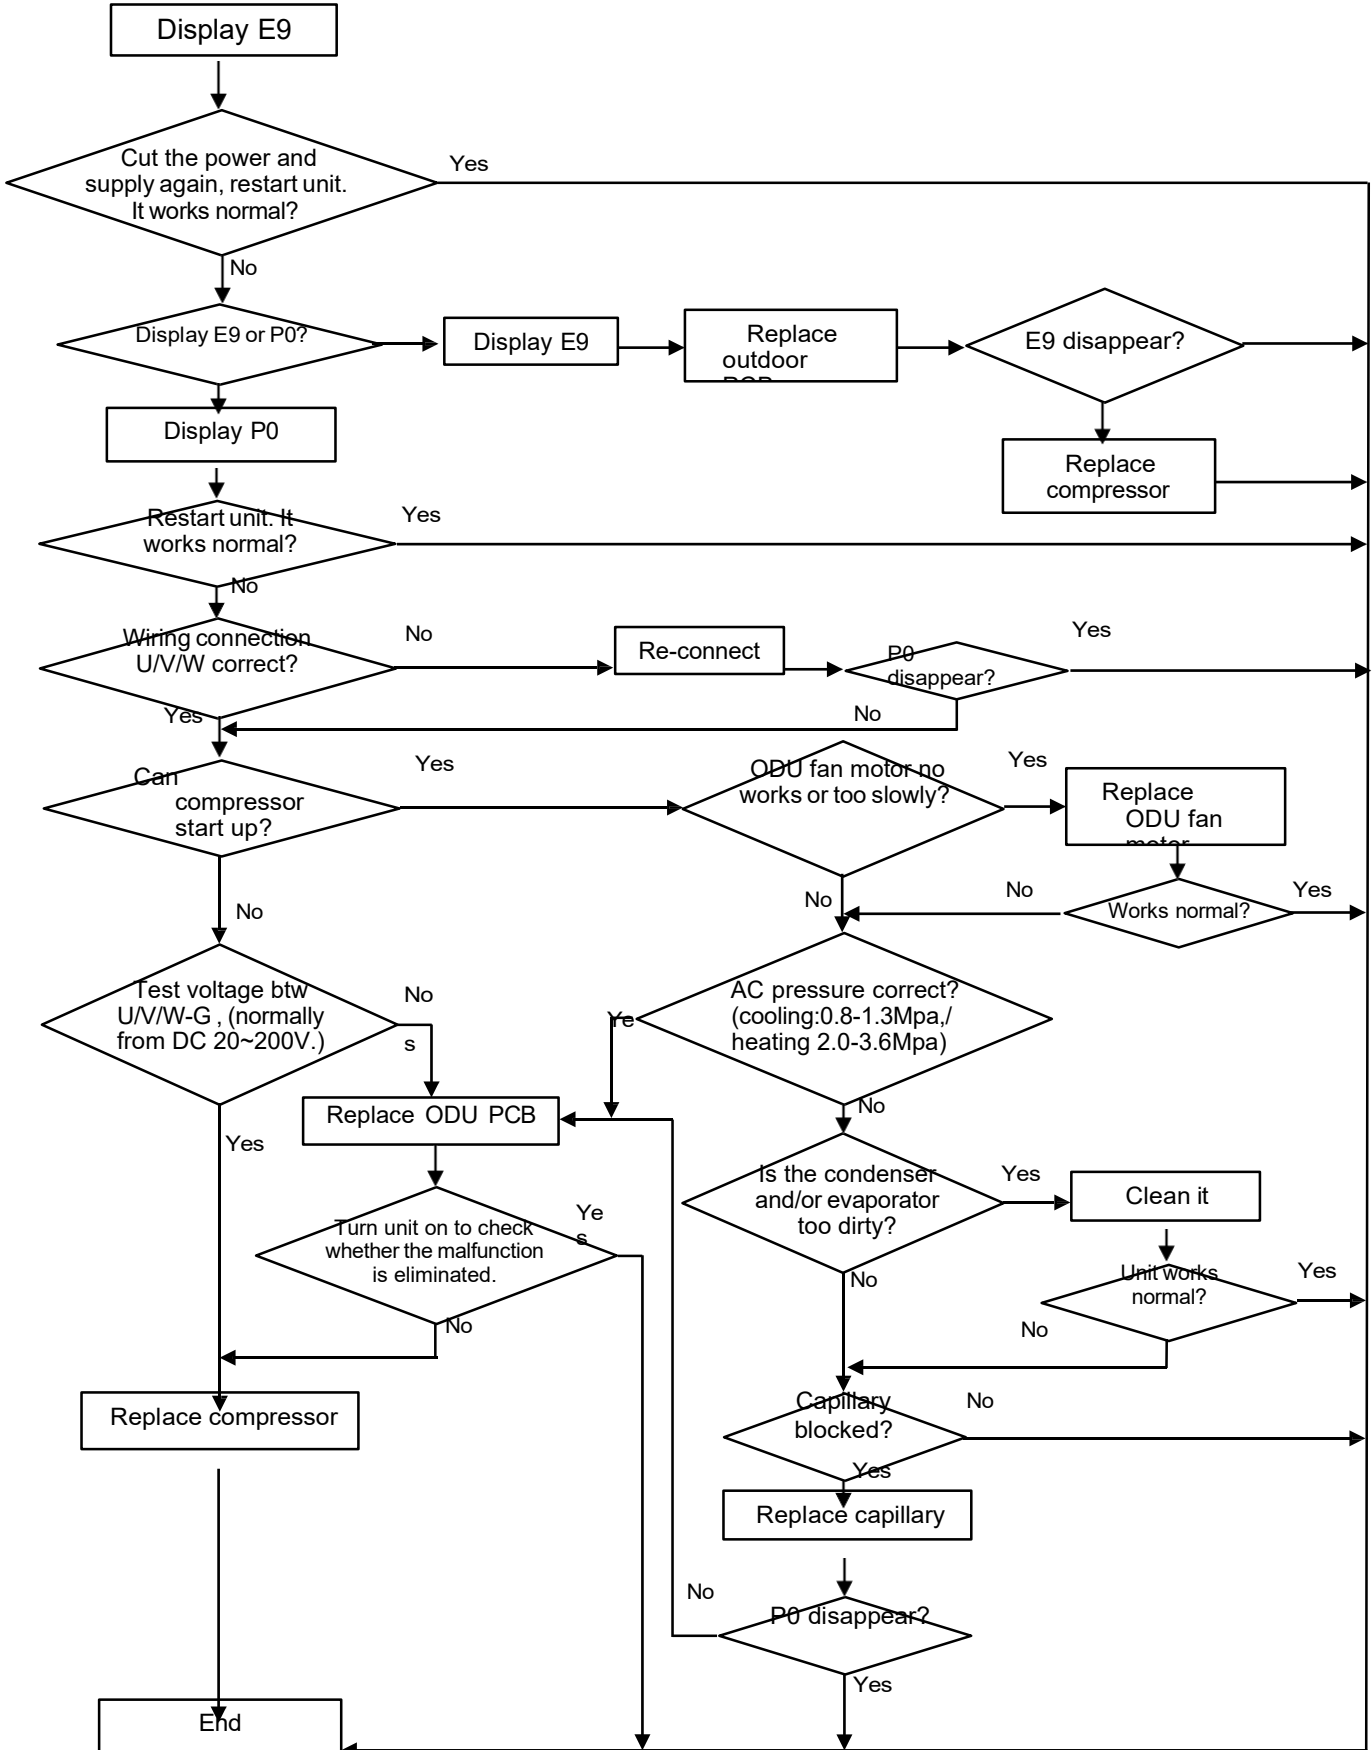 Display E9
Cut the power and
supply again, restart unit.
It works normal?
Yes
No
Display E9 or P0?
Display E9
Replace
outdoor
E9 disappear?
Display P0
Replace
compressor
Restart unit. It
works normal?
Yes
No
Wiring connection
U/V/W correct?
No
Re-connect
P0
disappear?
Yes
Yes
No
Can
compressor
start up?
Yes
ODU fan motor no
works or too slowly?
Yes
Replace
ODU fan
motor
No
No
No
Works normal?
Yes
Test voltage btw
U/V/W-G , (normally
from DC 20~200V.)
No
s
Ye
AC pressure correct?
(cooling:0.8-1.3Mpa,/
heating 2.0-3.6Mpa)
Replace ODU PCB
No
Yes
Is the condenser
and/or evaporator
too dirty?
Yes
Clean it
Turn unit on to check
whether the malfunction
is eliminated.
Ye
s
No
No
Unit works
normal?
Yes
No
Replace compressor
Capillary
blocked?
No
Yes
Replace capillary
No
P0 disappear?
Yes
End